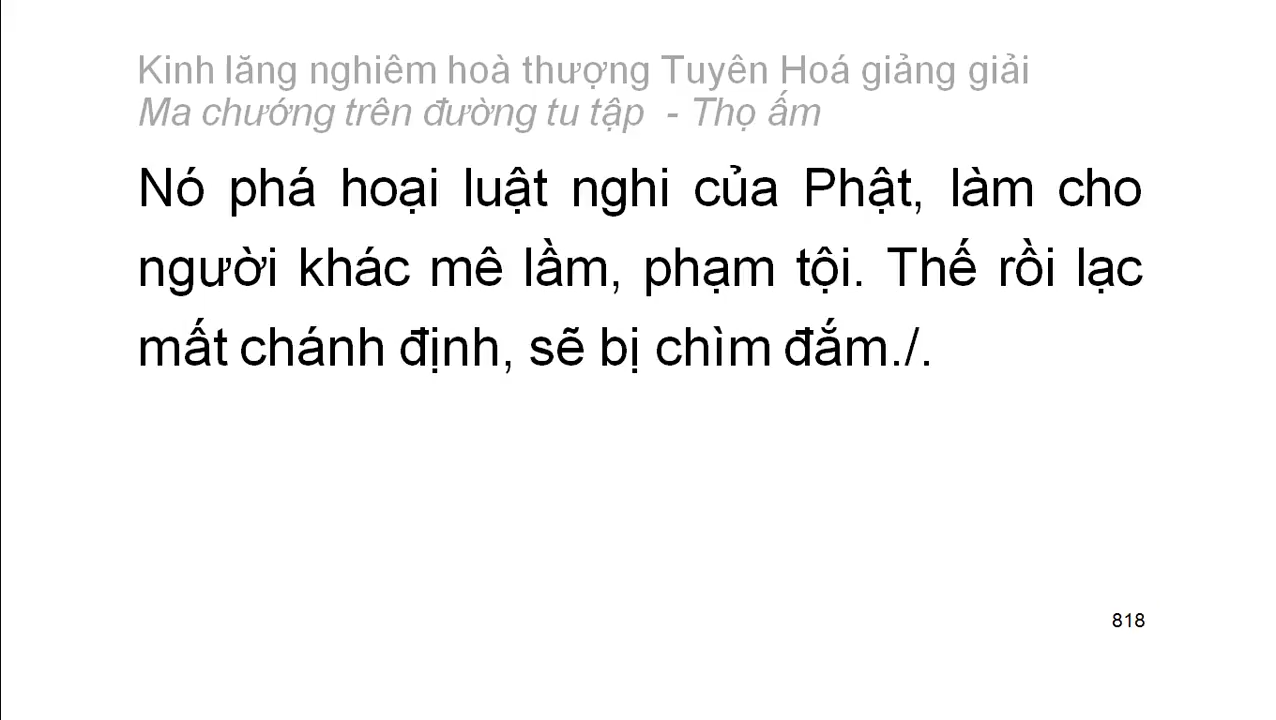 Kinh lăng nghiêm hoà thượng Tuyên Hoá giảng giải
Ma chướng trên đường tu tập - Thọ ấm
Nó phá hoại luật nghi của Phật, làm cho
người khác mê lầm, phạm tội. Thế rồi lạc
mất chánh định, sẽ bị chìm đắm./.
818